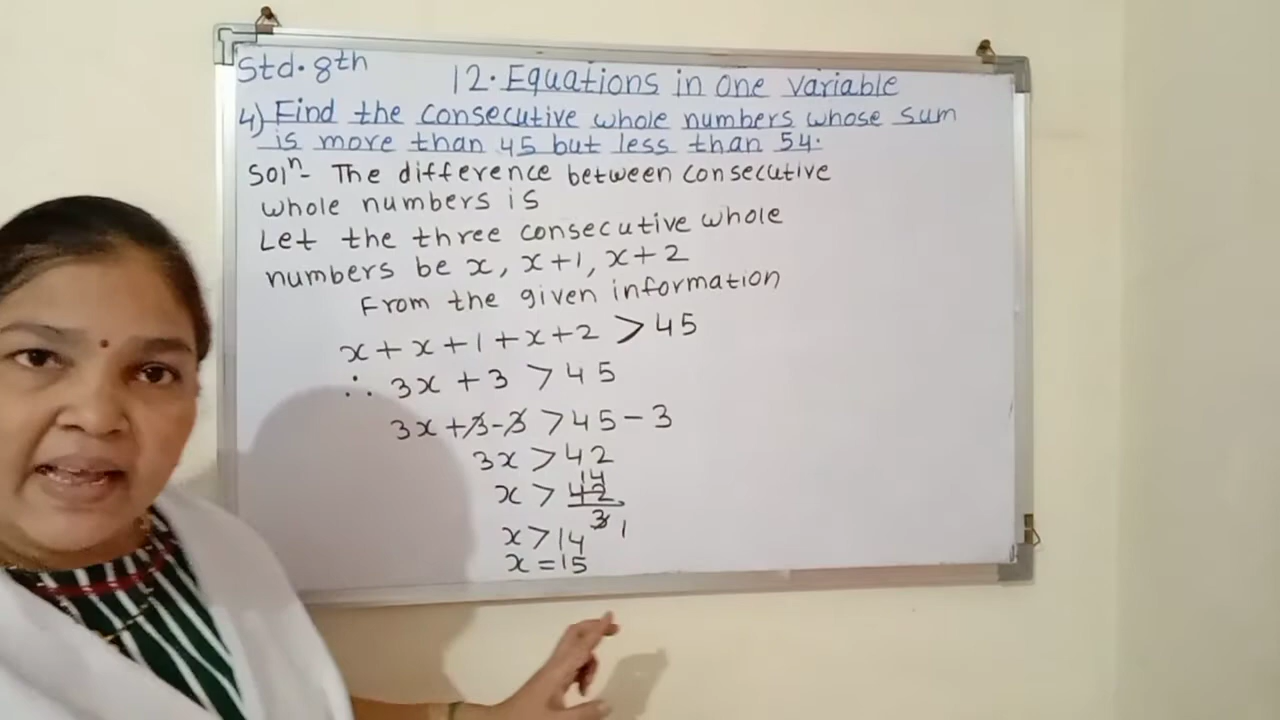 Std. 8th
12. Equations in one variable
4) Find the consecutive whole numbers whose sum
is more than 45 but less than 54.
Solⁿ- The difference between consecutive
whole numbers is
Let the three consecutive whole
numbers be x, x+1, x+2
From the given information
x+x+1+x+2 > 45
∴ 3x +3 > 45
3x+3-3 > 45-3
3x > 42
14
x > 42
3 1
x > 14
x = 15